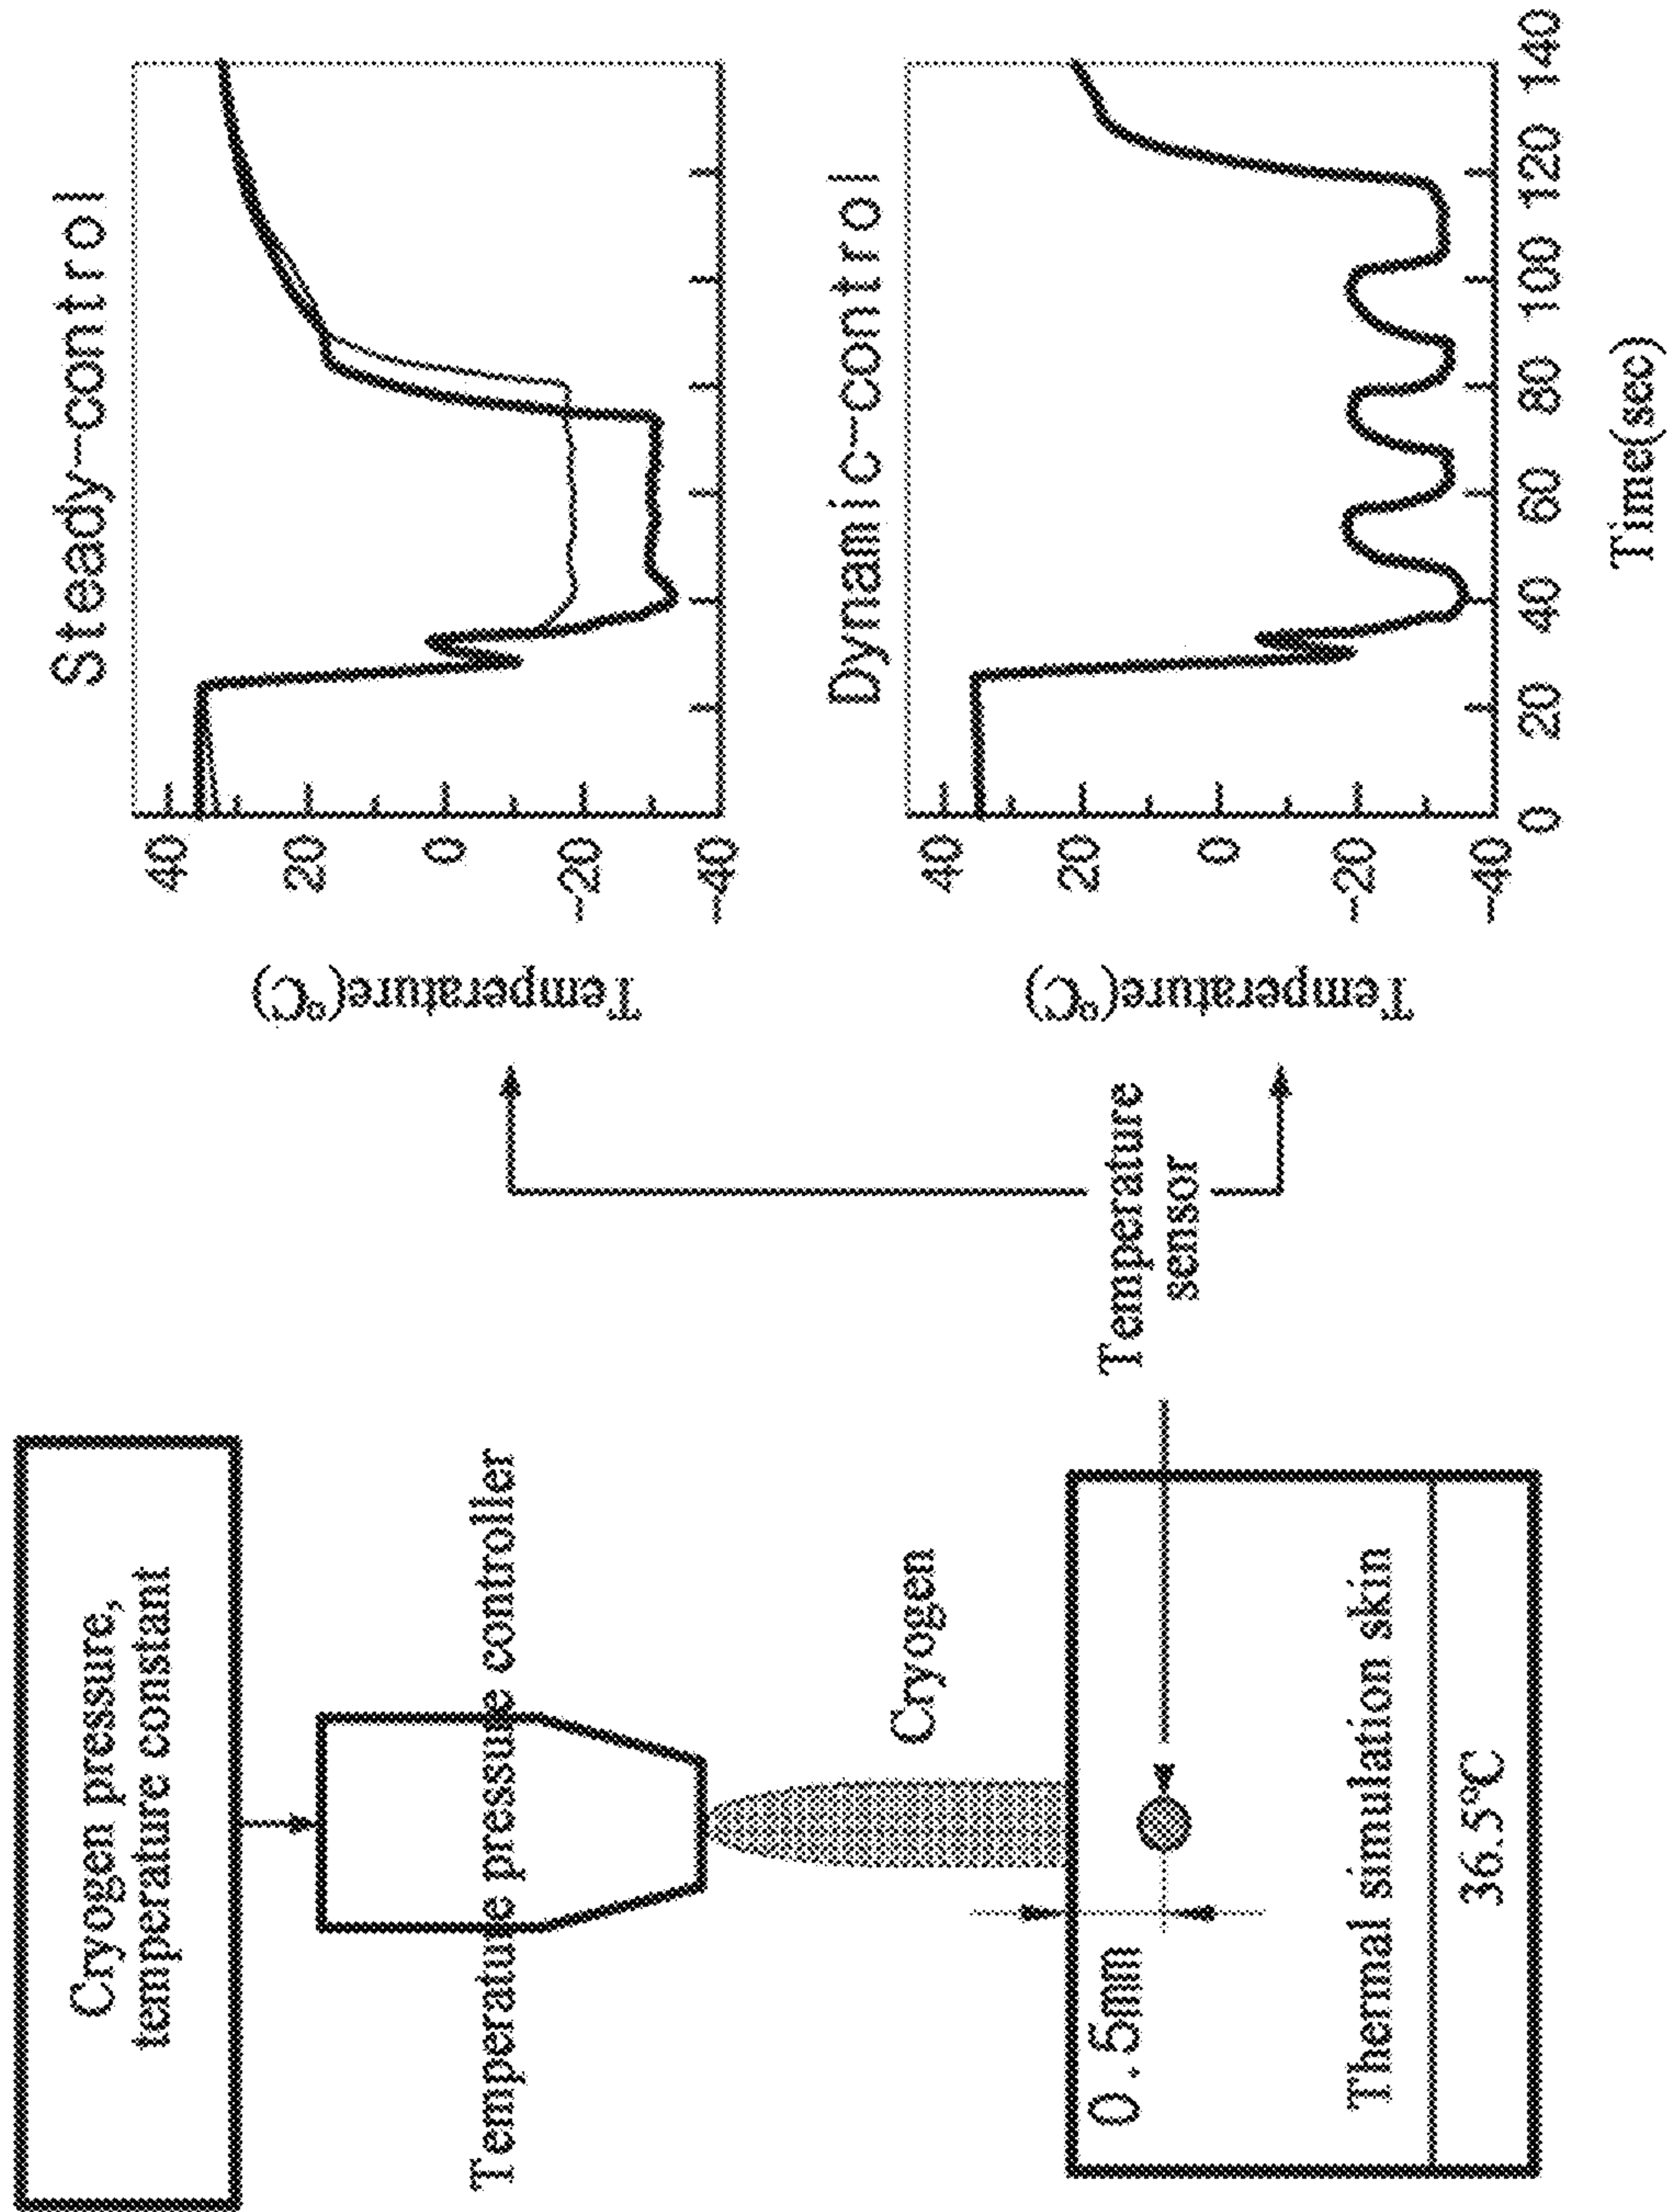 Cryogen pressure,
temperature constant
Temperature pressure controller
Cryogen
0.5mm
Thermal simulation skin
36.5°C
Temperature
sensor
Steady-control
Temperature(°C)
40
20
0
-20
-40
Dynamic-control
Temperature(°C)
40
20
0
-20
-40
0 20 40 60 80 100 120 140
Time(sec)